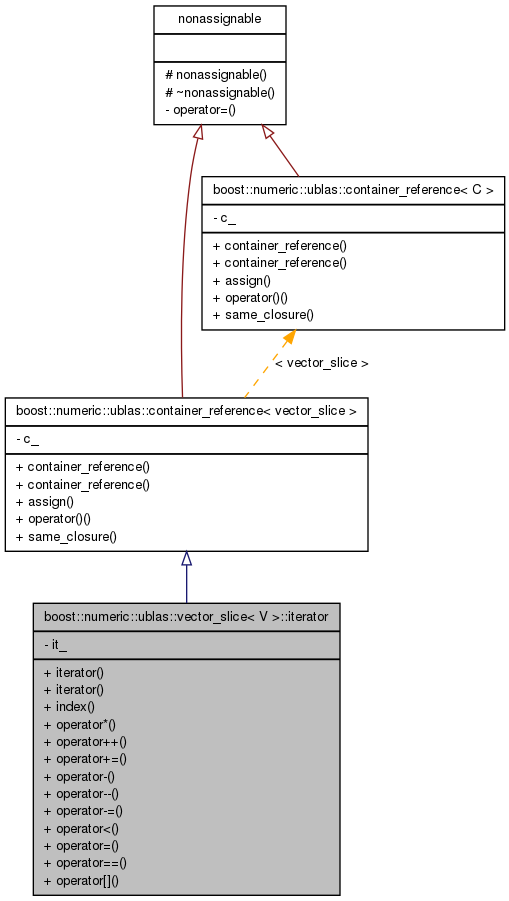 nonassignable
# nonassignable()
# ~nonassignable()
- operator=()
boost::numeric::ublas::container_reference< C >
- c_
+ container_reference()
+ container_reference()
+ assign()
+ operator()()
+ same_closure()
< vector_slice >
boost::numeric::ublas::container_reference< vector_slice >
- c_
+ container_reference()
+ container_reference()
+ assign()
+ operator()()
+ same_closure()
boost::numeric::ublas::vector_slice< V >::iterator
- it_
+ iterator()
+ iterator()
+ index()
+ operator*()
+ operator++()
+ operator+=()
+ operator-()
+ operator--()
+ operator-=()
+ operator<()
+ operator=()
+ operator==()
+ operator[]()